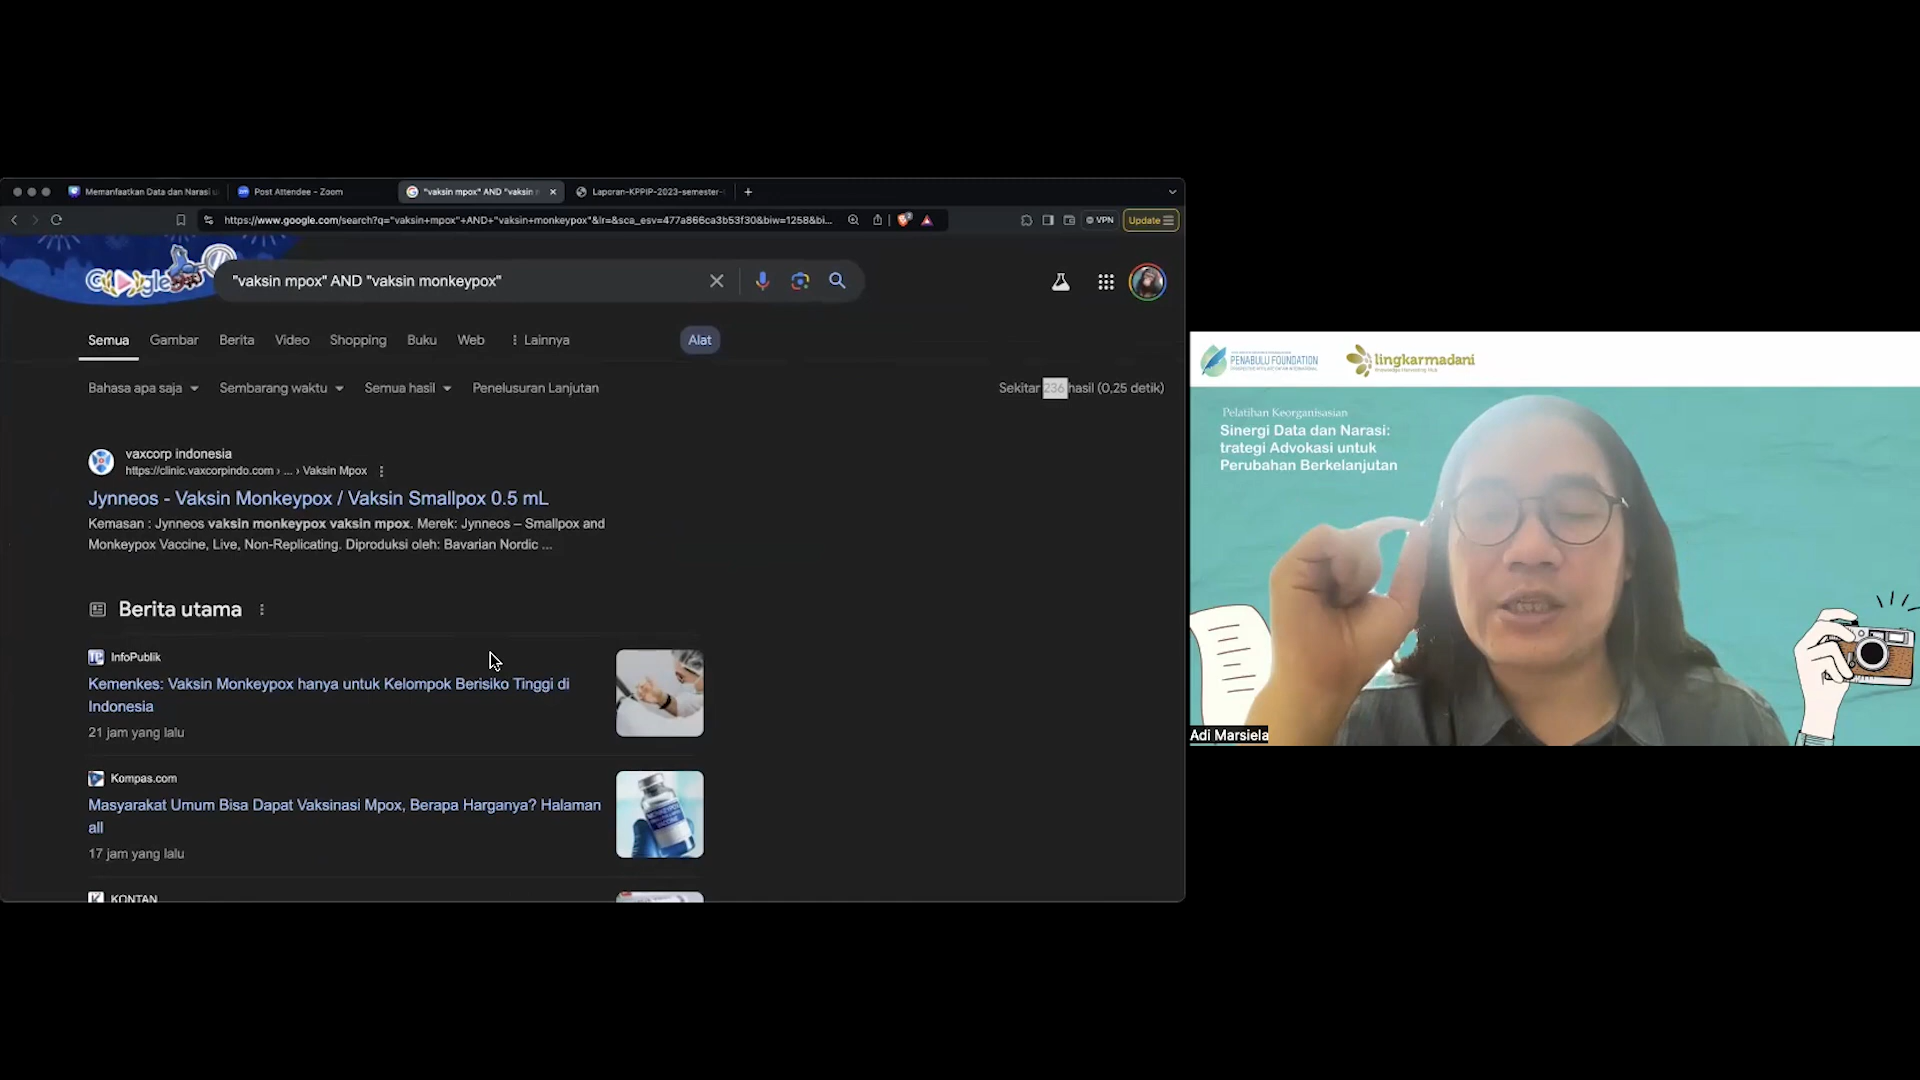 Memanfaatkan Data dan Narasi u
Post Attendee - Zoom
"vaksin mpox" AND "vaksin
Laporan-KPPIP-2023-semester-
https://www.google.com/search?q="vaksin+mpox"+AND+"vaksin+monkeypox"&lr=&sca_esv=477a866ca3b53f30&biw=1258&bi...
VPN
Update
Google
"vaksin mpox" AND "vaksin monkeypox"
Semua Gambar Berita Video Shopping Buku Web Lainnya Alat
Bahasa apa saja Sembarang waktu Semua hasil Penelusuran Lanjutan Sekitar 236 hasil (0,25 detik)
vaxcorp indonesia
https://clinic.vaxcorpindo.com › ... › Vaksin Mpox
Jynneos - Vaksin Monkeypox / Vaksin Smallpox 0.5 mL
Kemasan : Jynneos vaksin monkeypox vaksin mpox. Merek: Jynneos – Smallpox and
Monkeypox Vaccine, Live, Non-Replicating. Diproduksi oleh: Bavarian Nordic ...
Berita utama
InfoPublik
Kemenkes: Vaksin Monkeypox hanya untuk Kelompok Berisiko Tinggi di
Indonesia
21 jam yang lalu
Kompas.com
Masyarakat Umum Bisa Dapat Vaksinasi Mpox, Berapa Harganya? Halaman
all
17 jam yang lalu
KONTAN
PENABULU FOUNDATION
lingkarmadani
Knowledge Harvesting Hub
Pelatihan Keorganisasian
Sinergi Data dan Narasi:
trategi Advokasi untuk
Perubahan Berkelanjutan
Adi Marsiela